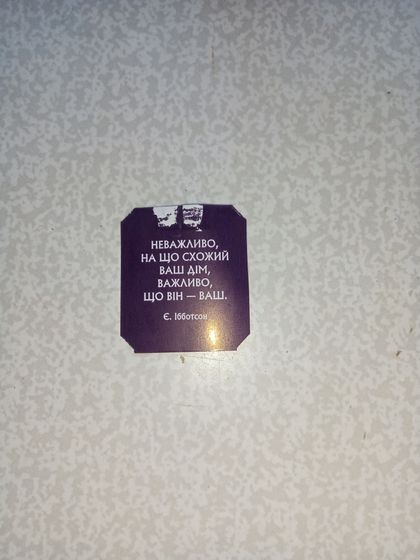 НЕВАЖЛИВО,
НА ЩО СХОЖИЙ
ВАШ ДІМ,
ВАЖЛИВО,
ЩО ВІН — ВАШ.
Є. Ібботсон